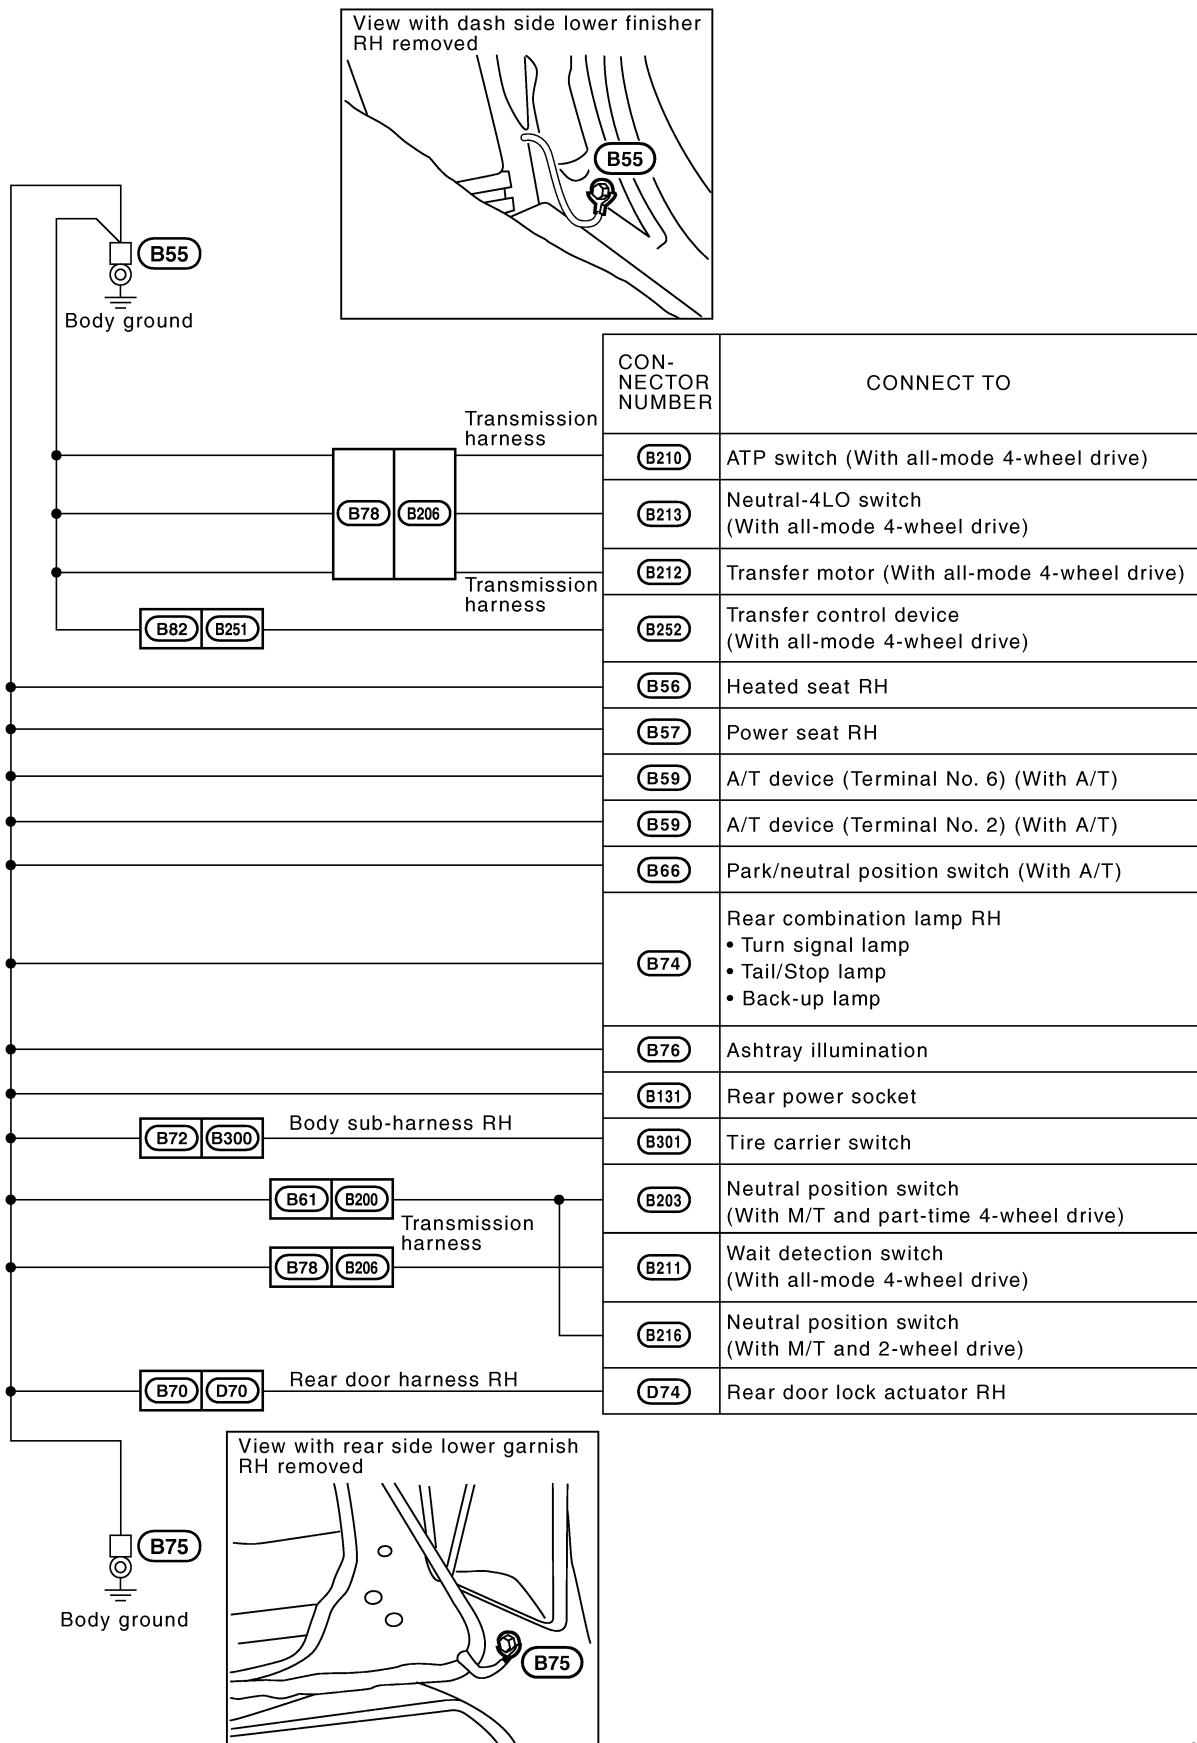 View with dash side lower finisher
RH removed
B55
B55
Body ground
CON-
NECTOR
NUMBER
CONNECT TO
Transmission
harness
B210
ATP switch (With all-mode 4-wheel drive)
B78
B206
B213
Neutral-4LO switch
(With all-mode 4-wheel drive)
B212
Transfer motor (With all-mode 4-wheel drive)
Transmission
harness
B82
B251
B252
Transfer control device
(With all-mode 4-wheel drive)
B56
Heated seat RH
B57
Power seat RH
B59
A/T device (Terminal No. 6) (With A/T)
B59
A/T device (Terminal No. 2) (With A/T)
B66
Park/neutral position switch (With A/T)
B74
Rear combination lamp RH
• Turn signal lamp
• Tail/Stop lamp
• Back-up lamp
B76
Ashtray illumination
B131
Rear power socket
B72
B300
Body sub-harness RH
B301
Tire carrier switch
B61
B200
B203
Neutral position switch
(With M/T and part-time 4-wheel drive)
Transmission
harness
B78
B206
B211
Wait detection switch
(With all-mode 4-wheel drive)
B216
Neutral position switch
(With M/T and 2-wheel drive)
B70
D70
Rear door harness RH
D74
Rear door lock actuator RH
View with rear side lower garnish
RH removed
B75
Body ground
B75